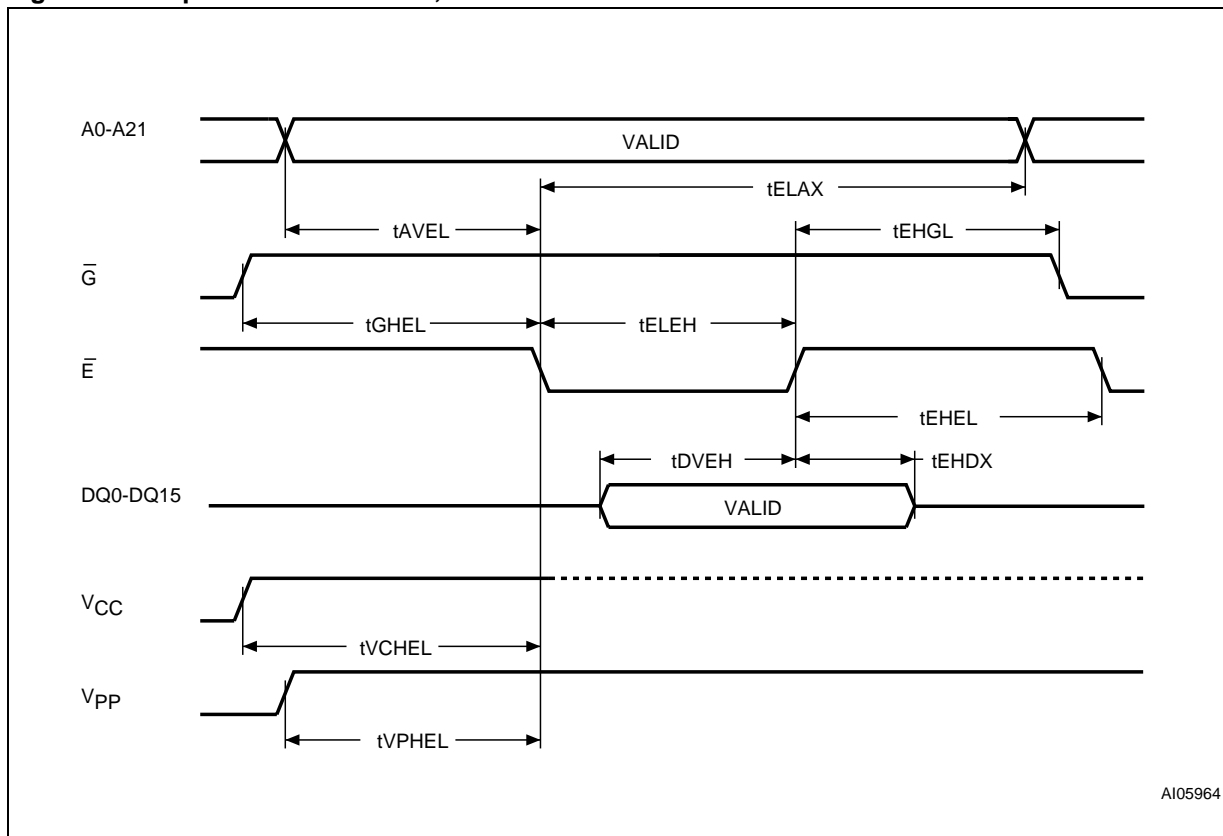 A0-A21
VALID
tELAX
tAVEL
tEHGL
G̅
tGHEL
tELEH
E̅
tEHEL
tDVEH
tEHDX
DQ0-DQ15
VALID
VCC
tVCHEL
VPP
tVPHEL
AI05964